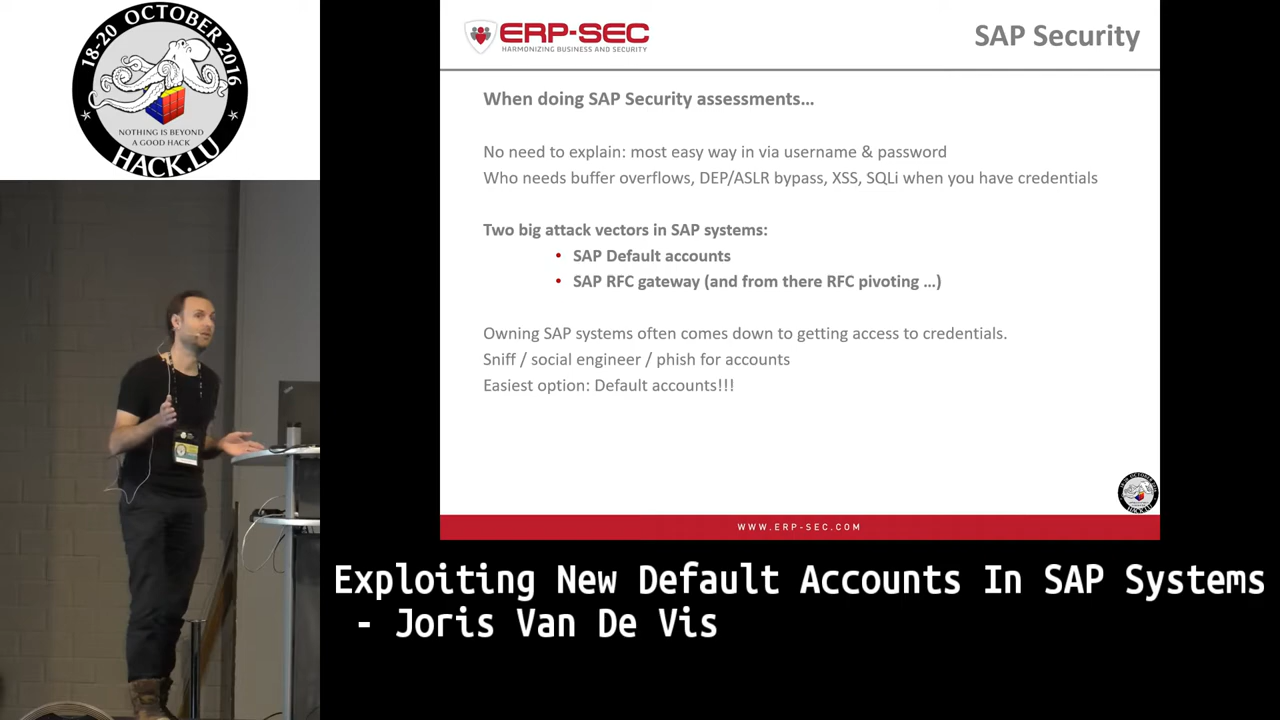 18-20 OCTOBER 2016
NOTHING IS BEYOND
A GOOD HACK
HACK.LU
ERP-SEC
HARMONIZING BUSINESS AND SECURITY
SAP Security
When doing SAP Security assessments…
No need to explain: most easy way in via username & password
Who needs buffer overflows, DEP/ASLR bypass, XSS, SQLi when you have credentials
Two big attack vectors in SAP systems:
• SAP Default accounts
• SAP RFC gateway (and from there RFC pivoting …)
Owning SAP systems often comes down to getting access to credentials.
Sniff / social engineer / phish for accounts
Easiest option: Default accounts!!!
WWW.ERP-SEC.COM
Exploiting New Default Accounts In SAP Systems
- Joris Van De Vis